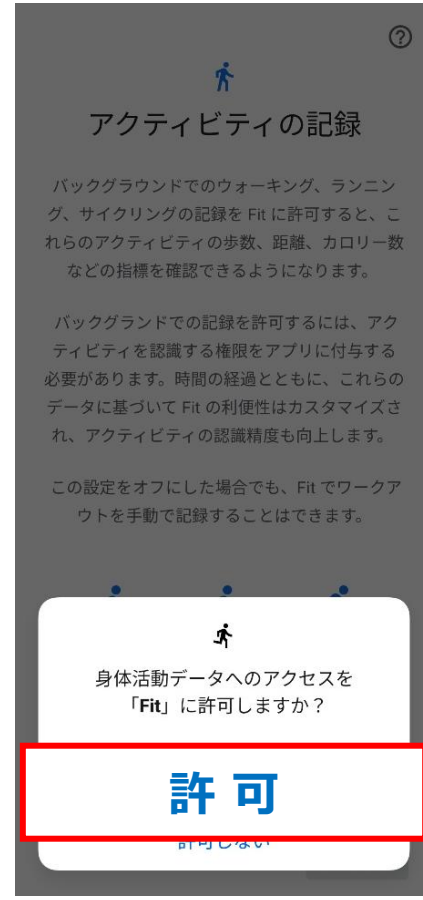 アクティビティの記録
バックグラウンドでのウォーキング、ランニン
グ、サイクリングの記録を Fit に許可すると、こ
れらのアクティビティの歩数、距離、カロリー数
などの指標を確認できるようになります。
バックグランドでの記録を許可するには、アク
ティビティを認識する権限をアプリに付与する
必要があります。時間の経過とともに、これらの
データに基づいて Fit の利便性はカスタマイズさ
れ、アクティビティの認識精度も向上します。
この設定をオフにした場合でも、Fit でワークア
ウトを手動で記録することはできます。
身体活動データへのアクセスを
「Fit」に許可しますか？
許可
許可しない